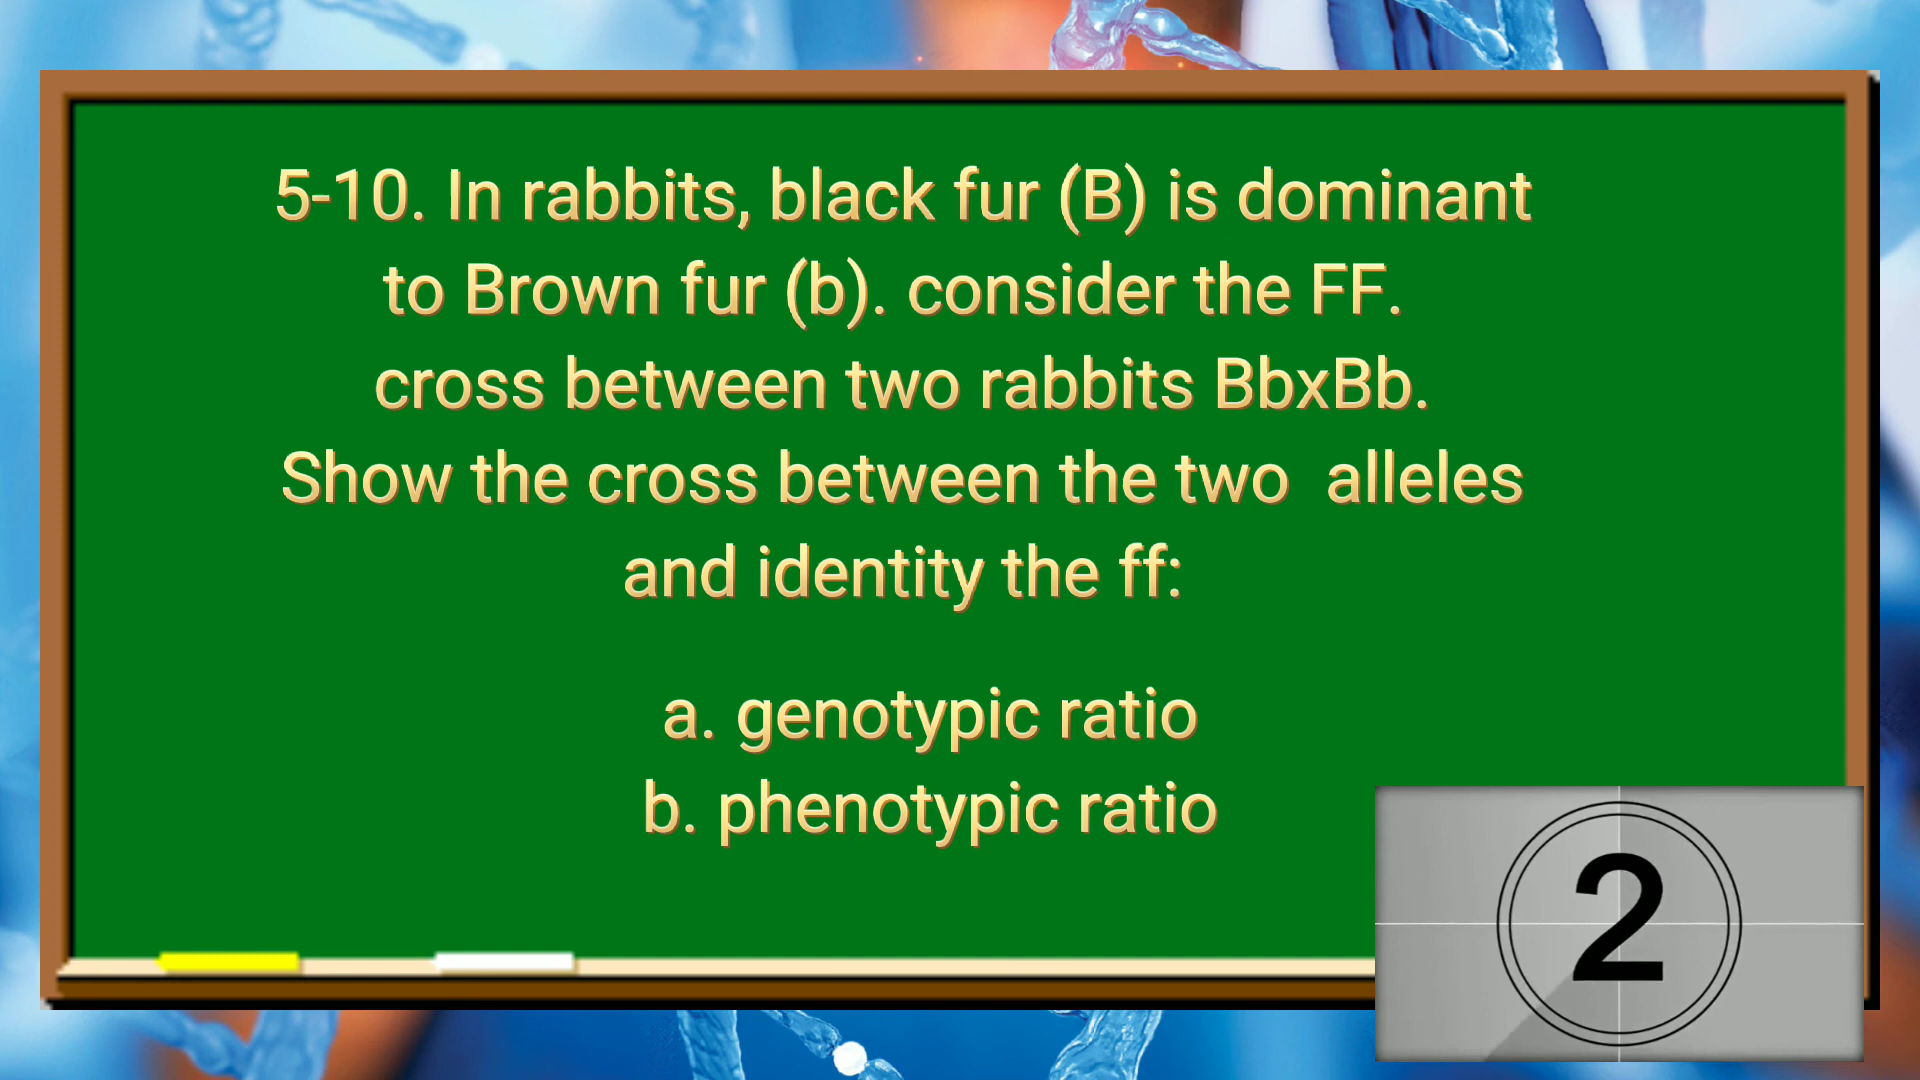 5-10. In rabbits, black fur (B) is dominant
to Brown fur (b). consider the FF.
cross between two rabbits BbxBb.
Show the cross between the two  alleles
and identity the ff:
a. genotypic ratio
b. phenotypic ratio
2